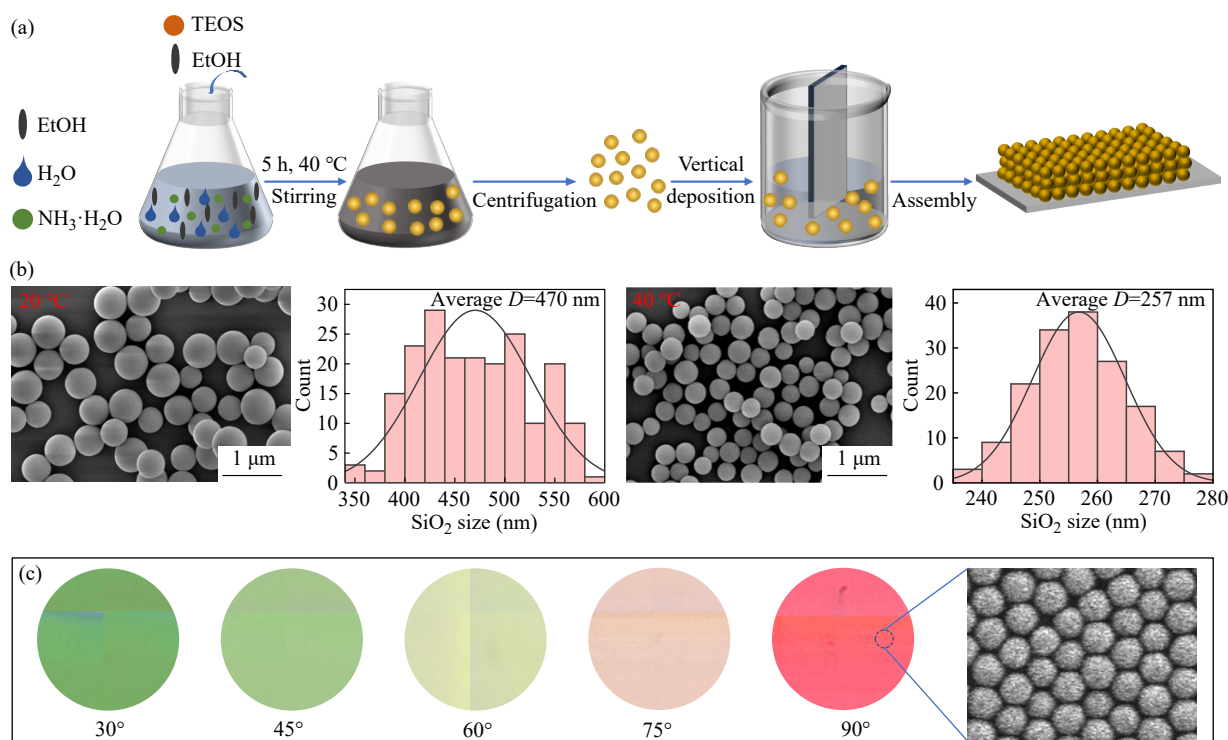 (a)
TEOS
EtOH
EtOH
H₂O
NH₃·H₂O
5 h, 40 ℃
Stirring
Centrifugation
Vertical
deposition
Assembly
(b)
20 ℃
1 μm
Average D=470 nm
Count
30
25
20
15
10
5
0
350 400 450 500 550 600
SiO₂ size (nm)
40 ℃
1 μm
Average D=257 nm
Count
40
30
20
10
0
240 250 260 270 280
SiO₂ size (nm)
(c)
30° 45° 60° 75° 90°